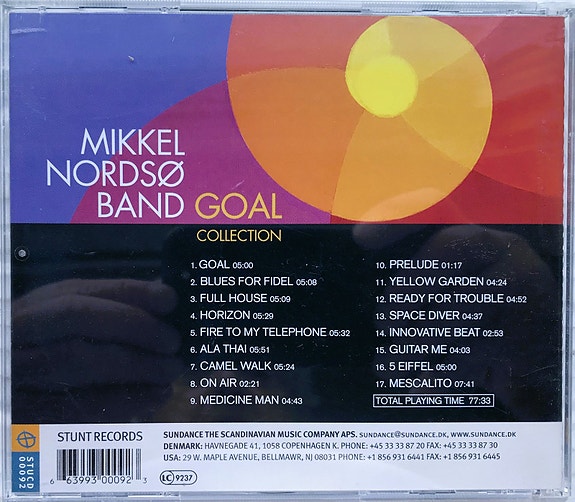 MIKKEL
NORDSØ
BAND GOAL
COLLECTION
1. GOAL 05:00
2. BLUES FOR FIDEL 05:08
3. FULL HOUSE 05:09
4. HORIZON 05:29
5. FIRE TO MY TELEPHONE 05:32
6. ALA THAI 05:51
7. CAMEL WALK 05:24
8. ON AIR 02:21
9. MEDICINE MAN 04:43
10. PRELUDE 01:17
11. YELLOW GARDEN 04:24
12. READY FOR TROUBLE 04:52
13. SPACE DIVER 04:37
14. INNOVATIVE BEAT 02:53
15. GUITAR ME 04:03
16. 5 EIFFEL 05:00
17. MESCALITO 07:41
TOTAL PLAYING TIME 77:33
STUCD
00092
STUNT RECORDS
6 63993 00092 3
SUNDANCE THE SCANDINAVIAN MUSIC COMPANY APS. SUNDANCE@SUNDANCE.DK, WWW.SUNDANCE.DK
DENMARK: HAVNEGADE 41, 1058 COPENHAGEN K. PHONE: +45 33 33 87 20 FAX: +45 33 33 87 30
USA: 29 W. MAPLE AVENUE, BELLMAWR, NJ 08031 PHONE: +1 856 931 6441 FAX: +1 856 931 6445
LC 9237